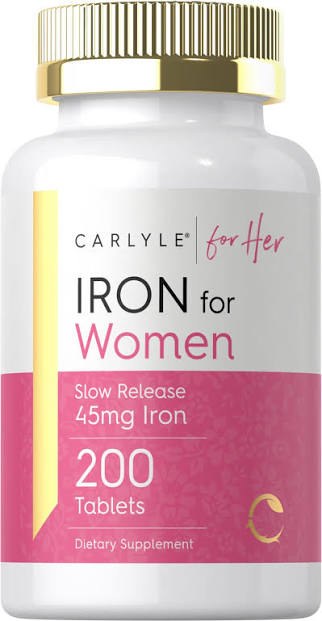 CARLYLE® for Her
IRON for
Women
Slow Release
45mg Iron
200
Tablets
Dietary Supplement